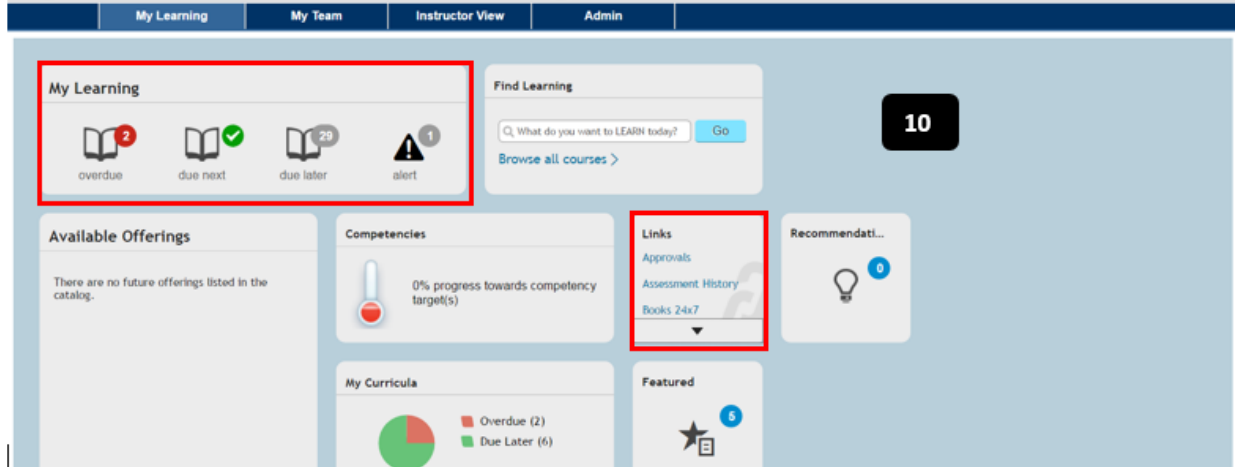 My Learning
My Team
Instructor View
Admin
My Learning
2
29
1
overdue
due next
due later
alert
Find Learning
What do you want to LEARN today?
Go
Browse all courses >
10
Available Offerings
There are no future offerings listed in the
catalog.
Competencies
0% progress towards competency
target(s)
Links
Approvals
Assessment History
Books 24x7
Recommendati...
0
My Curricula
Overdue (2)
Due Later (6)
Featured
5